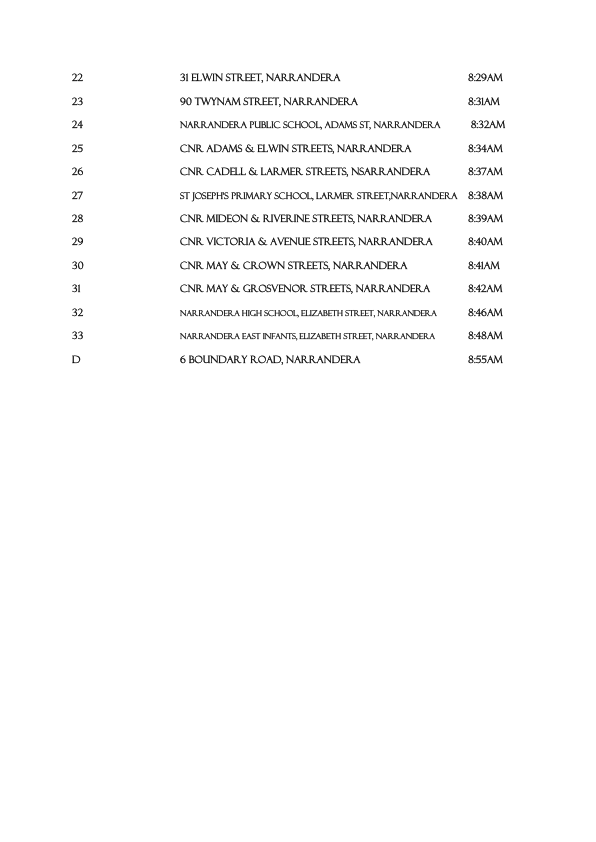 22 31 ELWIN STREET, NARRANDERA 8:29AM
23 90 TWYNAM STREET, NARRANDERA 8:31AM
24 NARRANDERA PUBLIC SCHOOL, ADAMS ST, NARRANDERA 8:32AM
25 CNR ADAMS & ELWIN STREETS, NARRANDERA 8:34AM
26 CNR CADELL & LARMER STREETS, NSARRANDERA 8:37AM
27 ST JOSEPH'S PRIMARY SCHOOL, LARMER STREET,NARRANDERA 8:38AM
28 CNR MIDEON & RIVERINE STREETS, NARRANDERA 8:39AM
29 CNR VICTORIA & AVENUE STREETS, NARRANDERA 8:40AM
30 CNR MAY & CROWN STREETS, NARRANDERA 8:41AM
31 CNR MAY & GROSVENOR STREETS, NARRANDERA 8:42AM
32 NARRANDERA HIGH SCHOOL, ELIZABETH STREET, NARRANDERA 8:46AM
33 NARRANDERA EAST INFANTS, ELIZABETH STREET, NARRANDERA 8:48AM
D 6 BOUNDARY ROAD, NARRANDERA 8:55AM